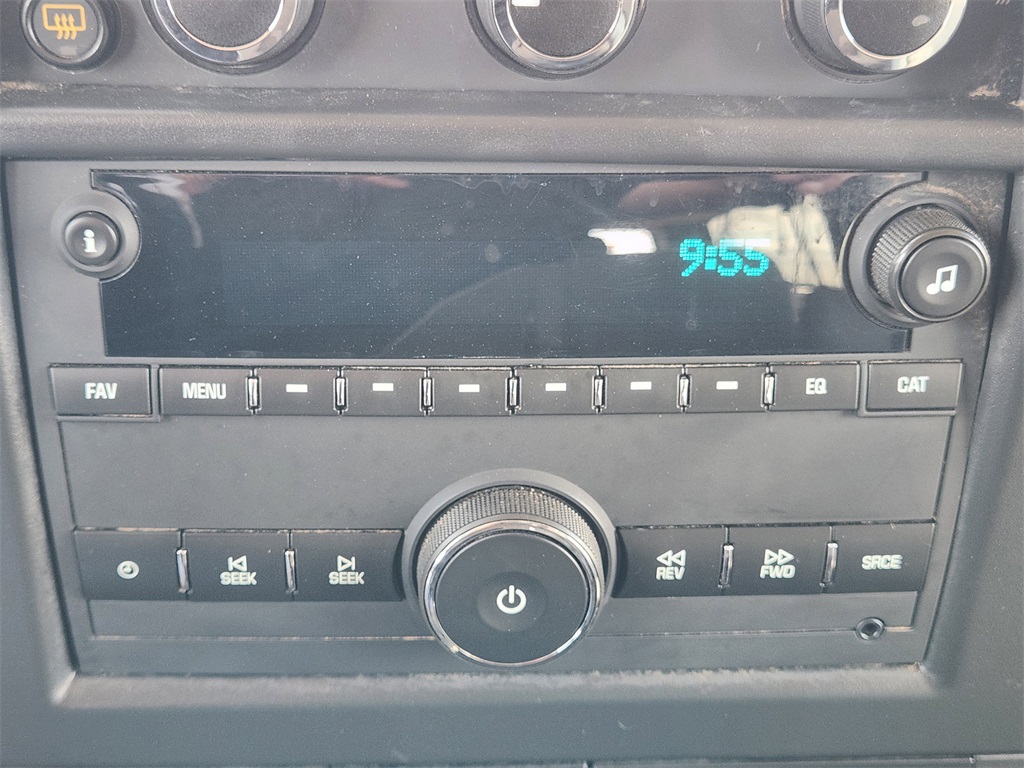 9:55
FAV MENU EQ CAT
SEEK SEEK REV FWD SRCE